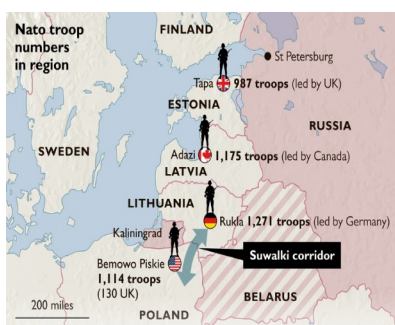 Nato troop
numbers
in region
FINLAND
St Petersburg
Tapa 987 troops (led by UK)
ESTONIA
RUSSIA
SWEDEN
Adazi 1,175 troops (led by Canada)
LATVIA
LITHUANIA
Rukla 1,271 troops (led by Germany)
Kaliningrad
Suwalki corridor
Bemowo Piskie
1,114 troops
(130 UK)
200 miles
POLAND
BELARUS